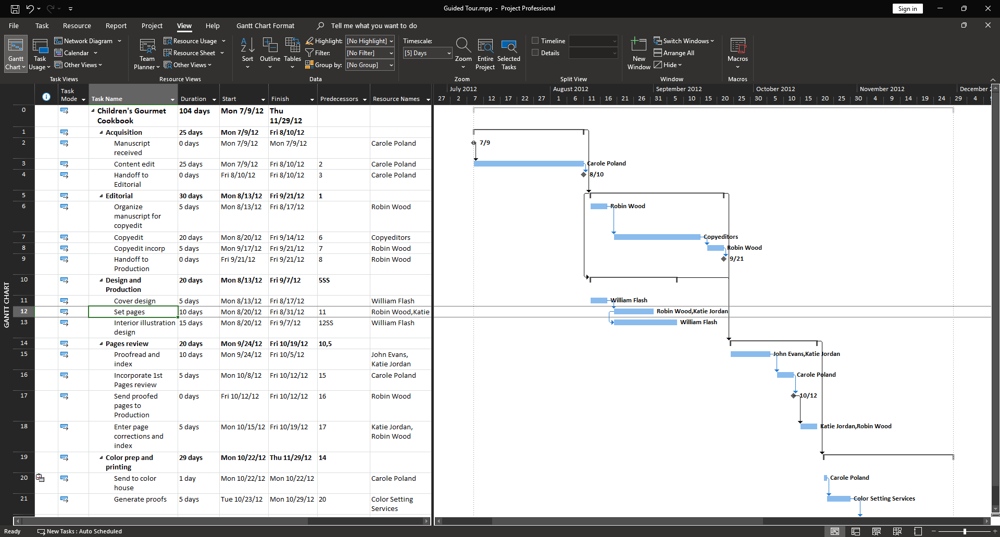 Guided Tour.mpp - Project Professional
Sign in
File Task Resource Report Project View Help Gantt Chart Format Tell me what you want to do
Gantt Chart
Task Usage
Network Diagram
Calendar
Other Views
Task Views
Team Planner
Resource Usage
Resource Sheet
Other Views
Resource Views
Sort
Outline
Tables
Highlight: [No Highlight]
Filter: [No Filter]
Group by: [No Group]
Data
Timescale:
[5] Days
Zoom
Entire Project
Selected Tasks
Zoom
Timeline
Details
Split View
New Window
Switch Windows
Arrange All
Hide
Window
Macros
Macros
Task Mode Task Name Duration Start Finish Predecessors Resource Names
July 2012 August 2012 September 2012 October 2012 November 2012 December
27 2 7 12 17 22 27 1 6 11 16 21 26 31 5 10 15 20 25 30 5 10 15 20 25 30 4 9 14 19 24 29 4
GANTT CHART
0 Children's Gourmet Cookbook 104 days Mon 7/9/12 Thu 11/29/12
1 Acquisition 25 days Mon 7/9/12 Fri 8/10/12
2 Manuscript received 0 days Mon 7/9/12 Mon 7/9/12 Carole Poland 7/9
3 Content edit 25 days Mon 7/9/12 Fri 8/10/12 2 Carole Poland Carole Poland
4 Handoff to Editorial 0 days Fri 8/10/12 Fri 8/10/12 3 Carole Poland 8/10
5 Editorial 30 days Mon 8/13/12 Fri 9/21/12 1
6 Organize manuscript for copyedit 5 days Mon 8/13/12 Fri 8/17/12 Robin Wood Robin Wood
7 Copyedit 20 days Mon 8/20/12 Fri 9/14/12 6 Copyeditors Copyeditors
8 Copyedit incorp 5 days Mon 9/17/12 Fri 9/21/12 7 Robin Wood Robin Wood
9 Handoff to Production 0 days Fri 9/21/12 Fri 9/21/12 8 Robin Wood 9/21
10 Design and Production 20 days Mon 8/13/12 Fri 9/7/12 5SS
11 Cover design 5 days Mon 8/13/12 Fri 8/17/12 William Flash William Flash
12 Set pages 10 days Mon 8/20/12 Fri 8/31/12 11 Robin Wood,Katie Robin Wood,Katie Jordan
13 Interior illustration design 15 days Mon 8/20/12 Fri 9/7/12 12SS William Flash William Flash
14 Pages review 20 days Mon 9/24/12 Fri 10/19/12 10,5
15 Proofread and index 10 days Mon 9/24/12 Fri 10/5/12 John Evans, Katie Jordan John Evans,Katie Jordan
16 Incorporate 1st Pages review 5 days Mon 10/8/12 Fri 10/12/12 15 Carole Poland Carole Poland
17 Send proofed pages to Production 0 days Fri 10/12/12 Fri 10/12/12 16 Robin Wood 10/12
18 Enter page corrections and index 5 days Mon 10/15/12 Fri 10/19/12 17 Katie Jordan, Robin Wood Katie Jordan,Robin Wood
19 Color prep and printing 29 days Mon 10/22/12 Thu 11/29/12 14
20 Send to color house 1 day Mon 10/22/12 Mon 10/22/12 Carole Poland Carole Poland
21 Generate proofs 5 days Tue 10/23/12 Mon 10/29/12 20 Color Setting Services Color Setting Services
Ready New Tasks : Auto Scheduled